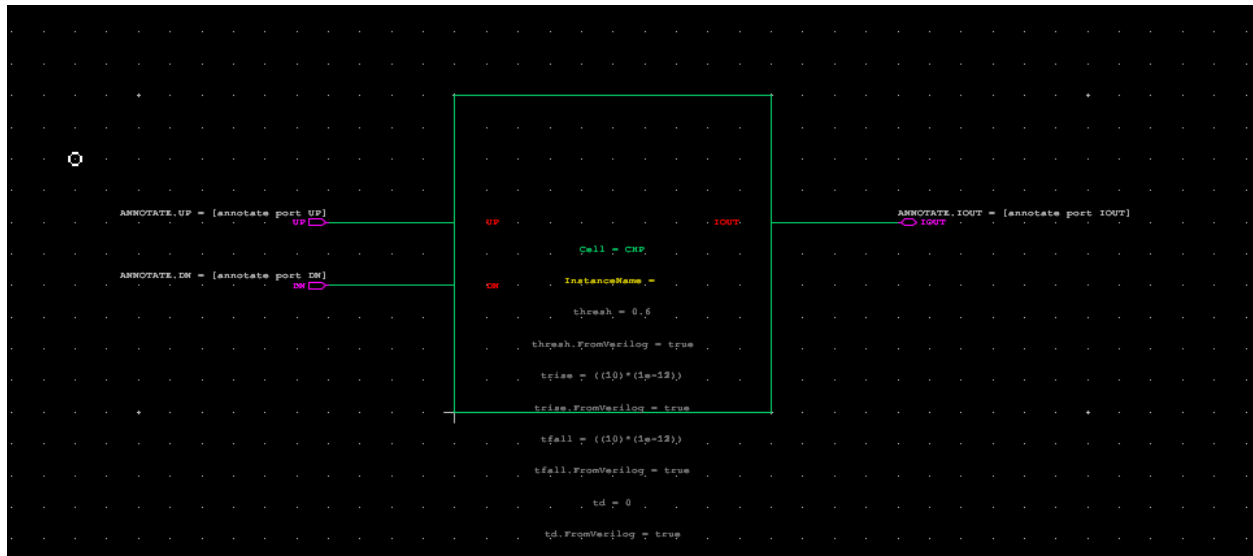 ANNOTATE.UP = [annotate port UP]
ANNOTATE.IOUT = [annotate port IOUT]
UP
UP
IOUT
IOUT
Cell = CHP
ANNOTATE.DN = [annotate port DN]
InstanceName =
DN
DN
thresh = 0.6
thresh.FromVerilog = true
trise = ((10)*(1e-12))
trise.FromVerilog = true
tfall = ((10)*(1e-12))
tfall.FromVerilog = true
td = 0
td.FromVerilog = true